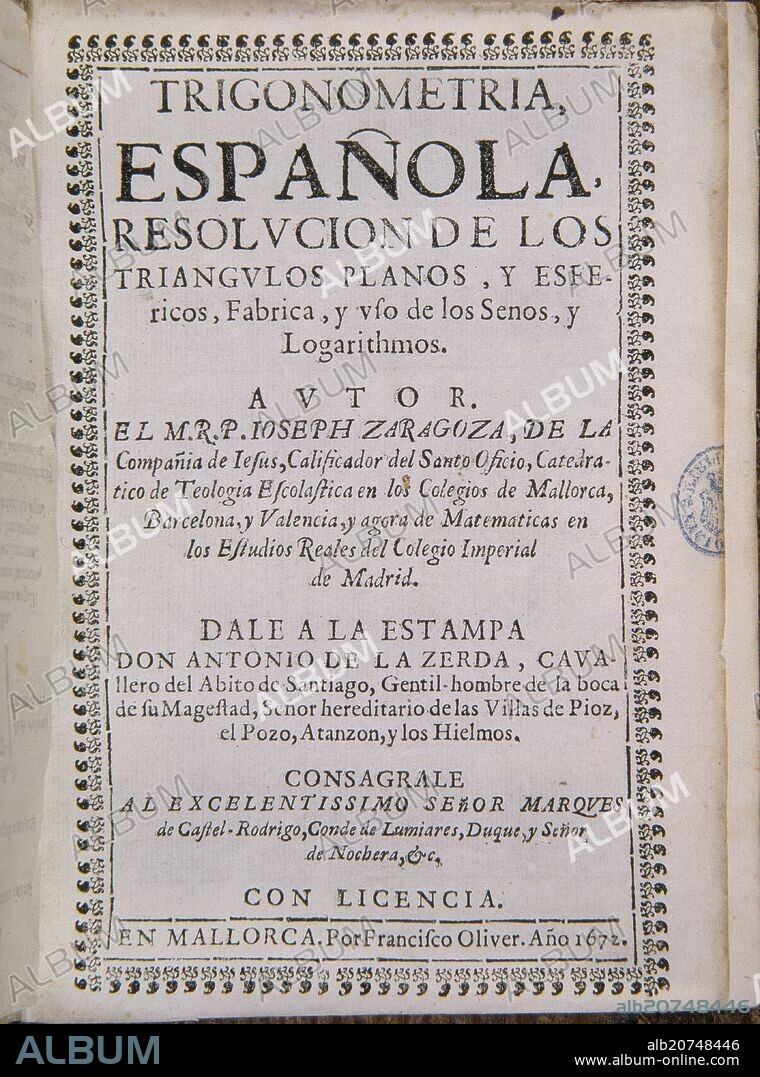 TRIGONOMETRIA,
ESPAÑOLA,
RESOLVCION DE LOS
TRIANGVLOS PLANOS, Y ESFE-
ricos, Fabrica, y vſo de los Senos, y
Logarithmos.
AVTOR.
EL M.R.P. IOSEPH ZARAGOZA, DE LA
Compañia de Ieſus, Calificador del Santo Oficio, Catedra-
tico de Teologia Eſcolaſtica en los Colegios de Mallorca,
Barcelona, y Valencia, y agora de Matematicas en
los Eſtudios Reales del Colegio Imperial
de Madrid.
DALE A LA ESTAMPA
DON ANTONIO DE LA ZERDA, CAVA-
llero del Abito de Santiago, Gentil-hombre de la boca
de ſu Mageſtad, Señor hereditario de las Villas de Pioz,
el Pozo, Atanzon, y los Hielmos.
CONSAGRALE
AL EXCELENTISSIMO SEñOR MARQVES
de Caſtel-Rodrigo, Conde de Lumiares, Duque, y Señor
de Nochera, &c.
CON LICENCIA.
EN MALLORCA. Por Franciſco Oliver. Año 1672.
alb20748446
ALBUM
alb20748446
www.album-online.com